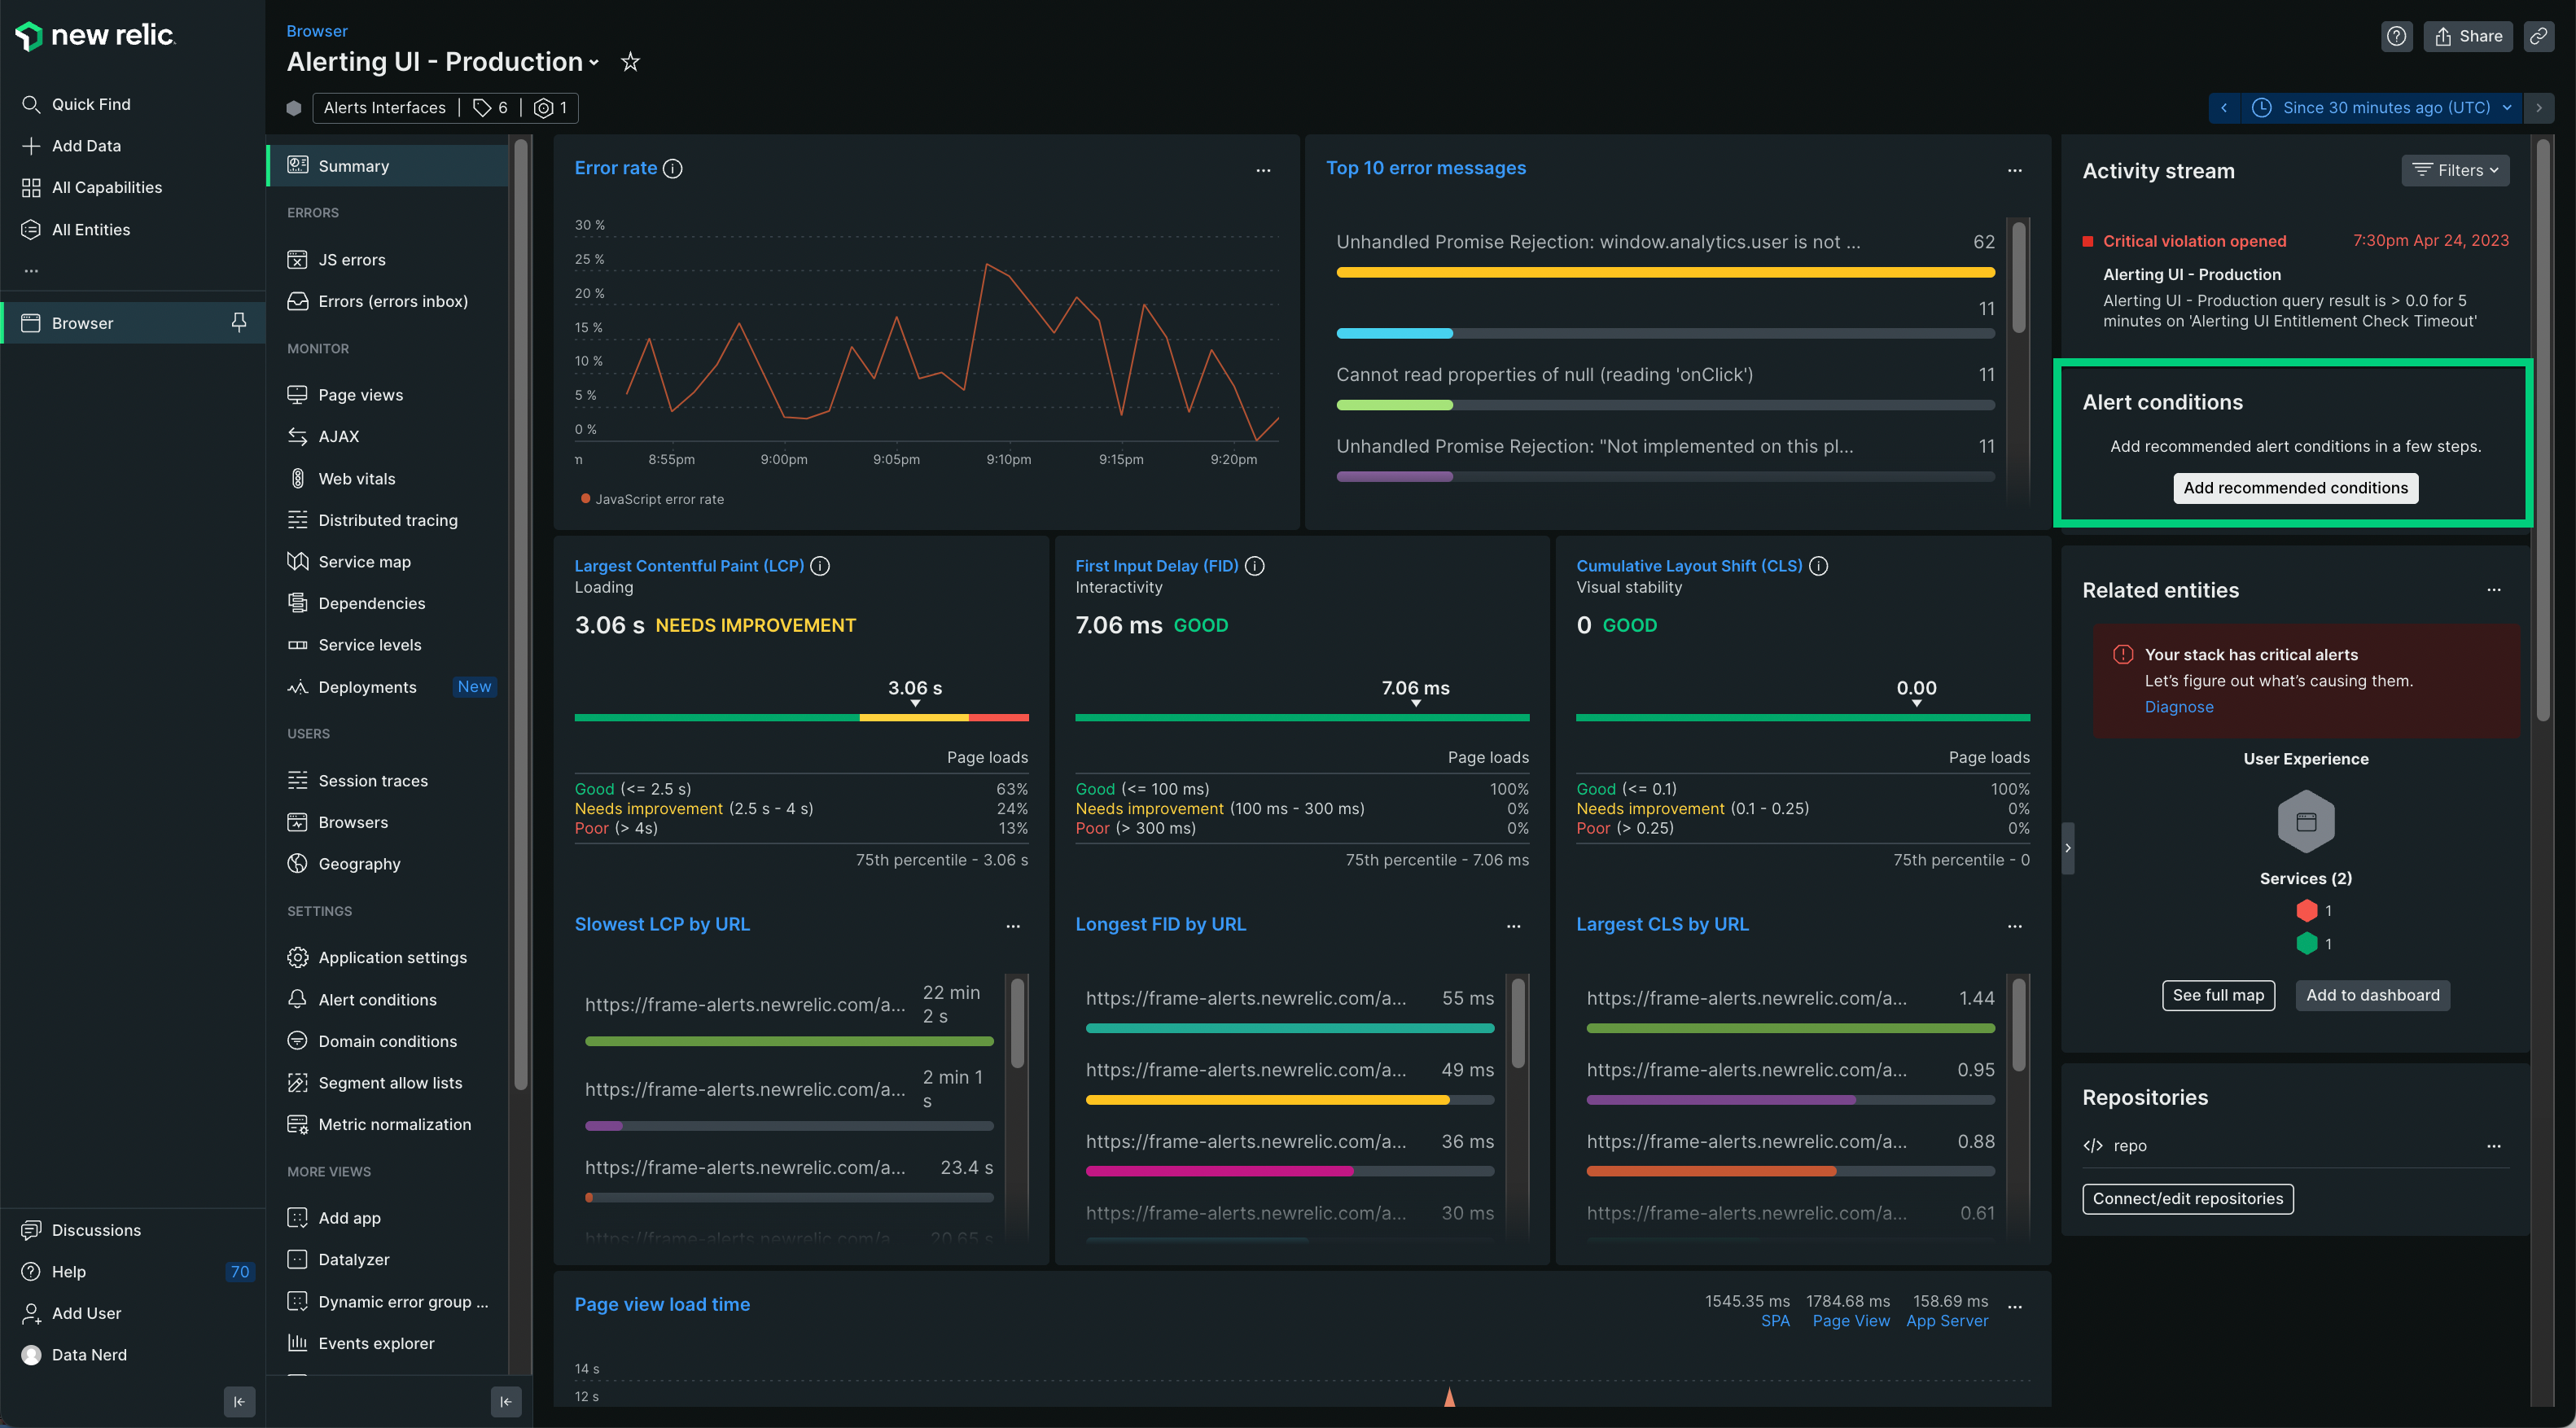 new relic.
Quick Find
Add Data
All Capabilities
All Entities
...
Browser
Discussions
Help 70
Add User
Data Nerd
Browser
Alerting UI - Production
Alerts Interfaces | 6 | 1
Share
Since 30 minutes ago (UTC)
Summary
ERRORS
JS errors
Errors (errors inbox)
MONITOR
Page views
AJAX
Web vitals
Distributed tracing
Service map
Dependencies
Service levels
Deployments New
USERS
Session traces
Browsers
Geography
SETTINGS
Application settings
Alert conditions
Domain conditions
Segment allow lists
Metric normalization
MORE VIEWS
Add app
Datalyzer
Dynamic error group ...
Events explorer
Error rate
...
30 %
25 %
20 %
15 %
10 %
5 %
0 %
m 8:55pm 9:00pm 9:05pm 9:10pm 9:15pm 9:20pm
JavaScript error rate
Top 10 error messages
...
Unhandled Promise Rejection: window.analytics.user is not ... 62
11
Cannot read properties of null (reading 'onClick') 11
Unhandled Promise Rejection: "Not implemented on this pl... 11
Largest Contentful Paint (LCP)
Loading
3.06 s NEEDS IMPROVEMENT
3.06 s
Page loads
Good (<= 2.5 s) 63%
Needs improvement (2.5 s - 4 s) 24%
Poor (> 4s) 13%
75th percentile - 3.06 s
First Input Delay (FID)
Interactivity
7.06 ms GOOD
7.06 ms
Page loads
Good (<= 100 ms) 100%
Needs improvement (100 ms - 300 ms) 0%
Poor (> 300 ms) 0%
75th percentile - 7.06 ms
Cumulative Layout Shift (CLS)
Visual stability
0 GOOD
0.00
Page loads
Good (<= 0.1) 100%
Needs improvement (0.1 - 0.25) 0%
Poor (> 0.25) 0%
75th percentile - 0
Slowest LCP by URL
...
https://frame-alerts.newrelic.com/a... 22 min
2 s
https://frame-alerts.newrelic.com/a... 2 min 1
s
https://frame-alerts.newrelic.com/a... 23.4 s
https://frame-alerts.newrelic.com/a... 20.65 s
Longest FID by URL
...
https://frame-alerts.newrelic.com/a... 55 ms
https://frame-alerts.newrelic.com/a... 49 ms
https://frame-alerts.newrelic.com/a... 36 ms
https://frame-alerts.newrelic.com/a... 30 ms
Largest CLS by URL
...
https://frame-alerts.newrelic.com/a... 1.44
https://frame-alerts.newrelic.com/a... 0.95
https://frame-alerts.newrelic.com/a... 0.88
https://frame-alerts.newrelic.com/a... 0.61
Page view load time
1545.35 ms 1784.68 ms 158.69 ms ...
SPA Page View App Server
14 s
12 s
Activity stream
Filters
Critical violation opened 7:30pm Apr 24, 2023
Alerting UI - Production
Alerting UI - Production query result is > 0.0 for 5
minutes on 'Alerting UI Entitlement Check Timeout'
Alert conditions
Add recommended alert conditions in a few steps.
Add recommended conditions
Related entities
...
Your stack has critical alerts
Let's figure out what's causing them.
Diagnose
User Experience
Services (2)
1
1
See full map
Add to dashboard
Repositories
</> repo ...
Connect/edit repositories